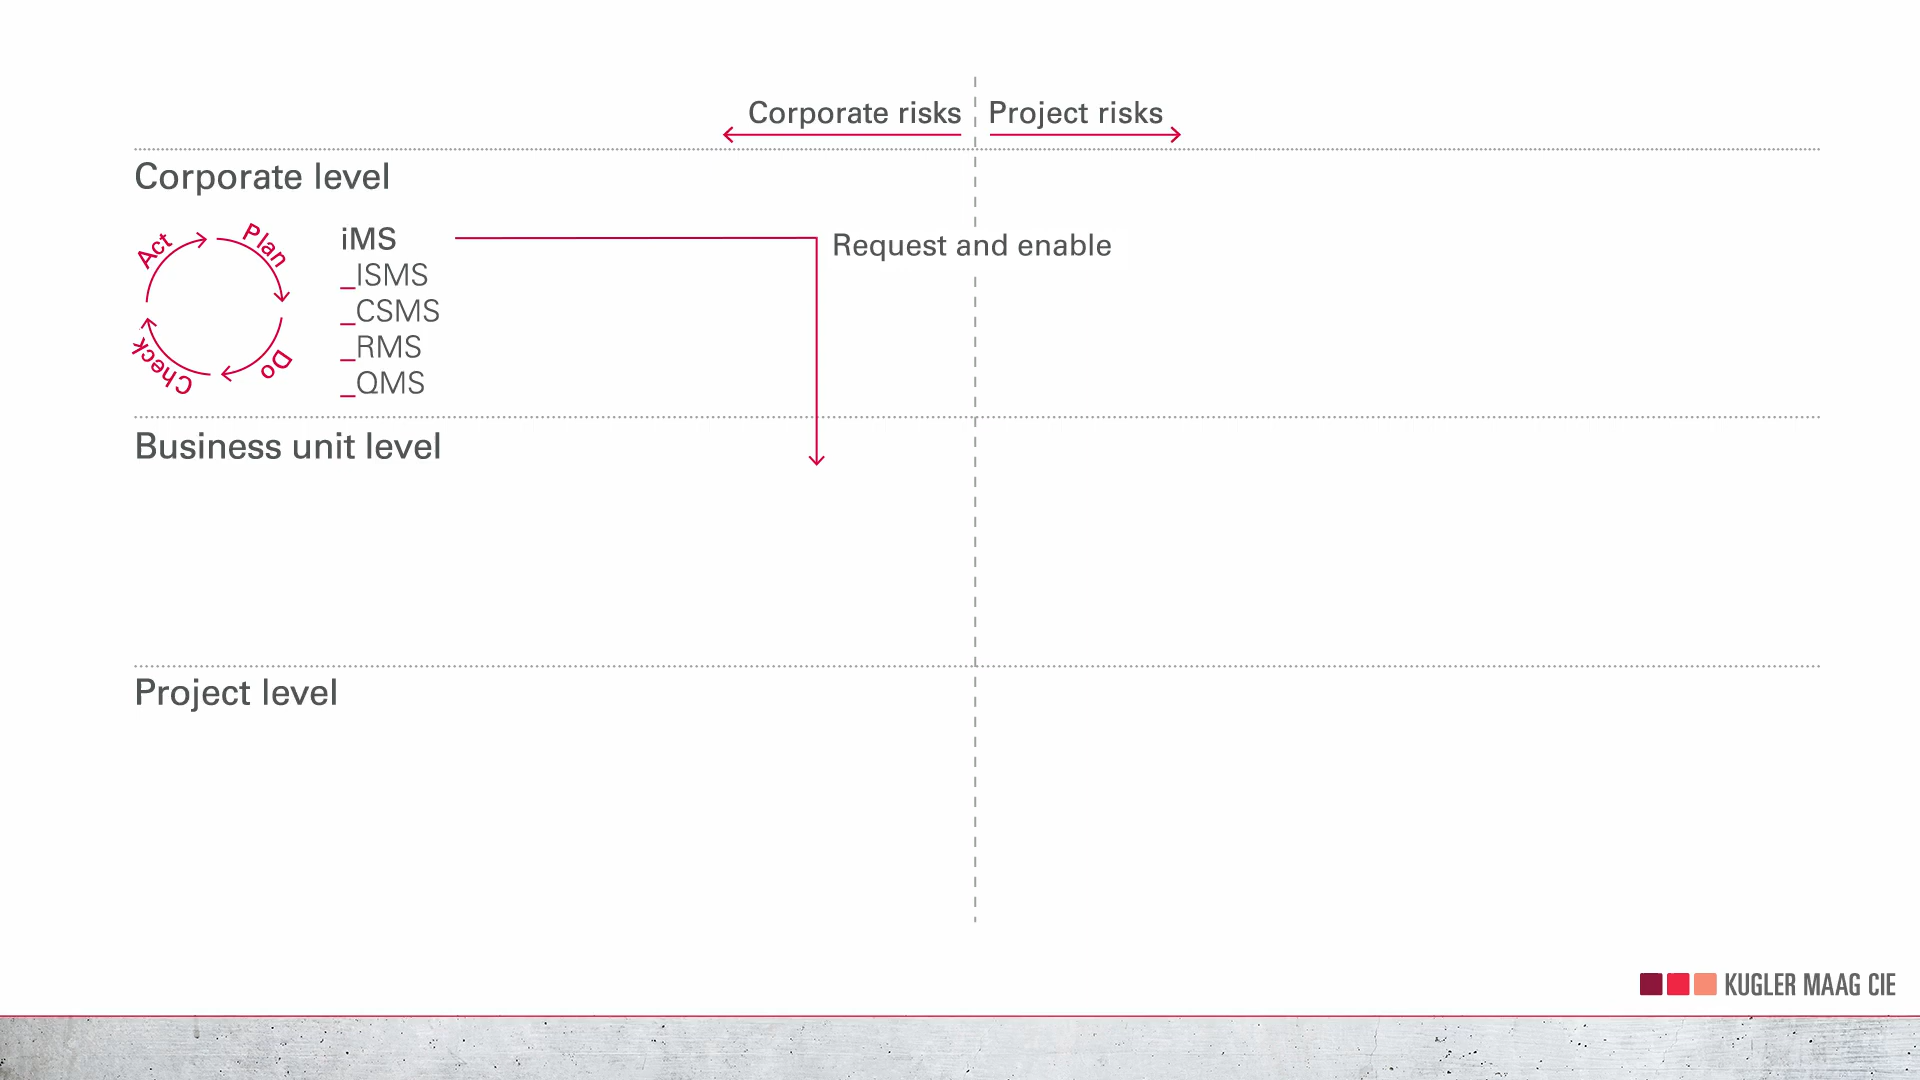 Corporate risks
Project risks
Corporate level
Act
Plan
Do
Check
iMS
_ISMS
_CSMS
_RMS
_QMS
Request and enable
Business unit level
Project level
KUGLER MAAG CIE